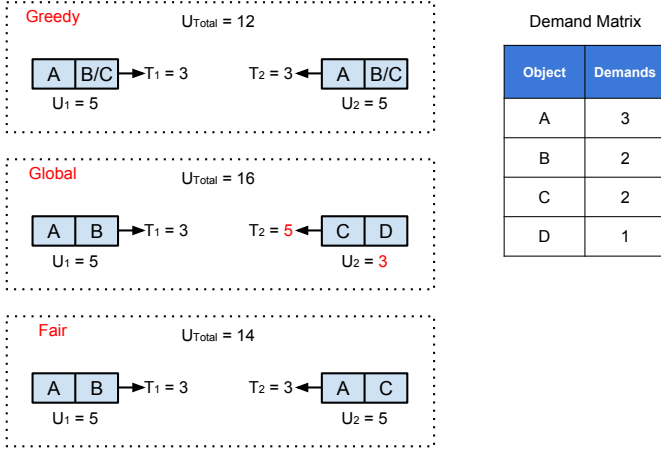 Greedy
UTotal = 12
A B/C T1 = 3 T2 = 3 A B/C
U1 = 5 U2 = 5
Global
UTotal = 16
A B T1 = 3 T2 = 5 C D
U1 = 5 U2 = 3
Fair
UTotal = 14
A B T1 = 3 T2 = 3 A C
U1 = 5 U2 = 5
Demand Matrix
Object Demands
A 3
B 2
C 2
D 1